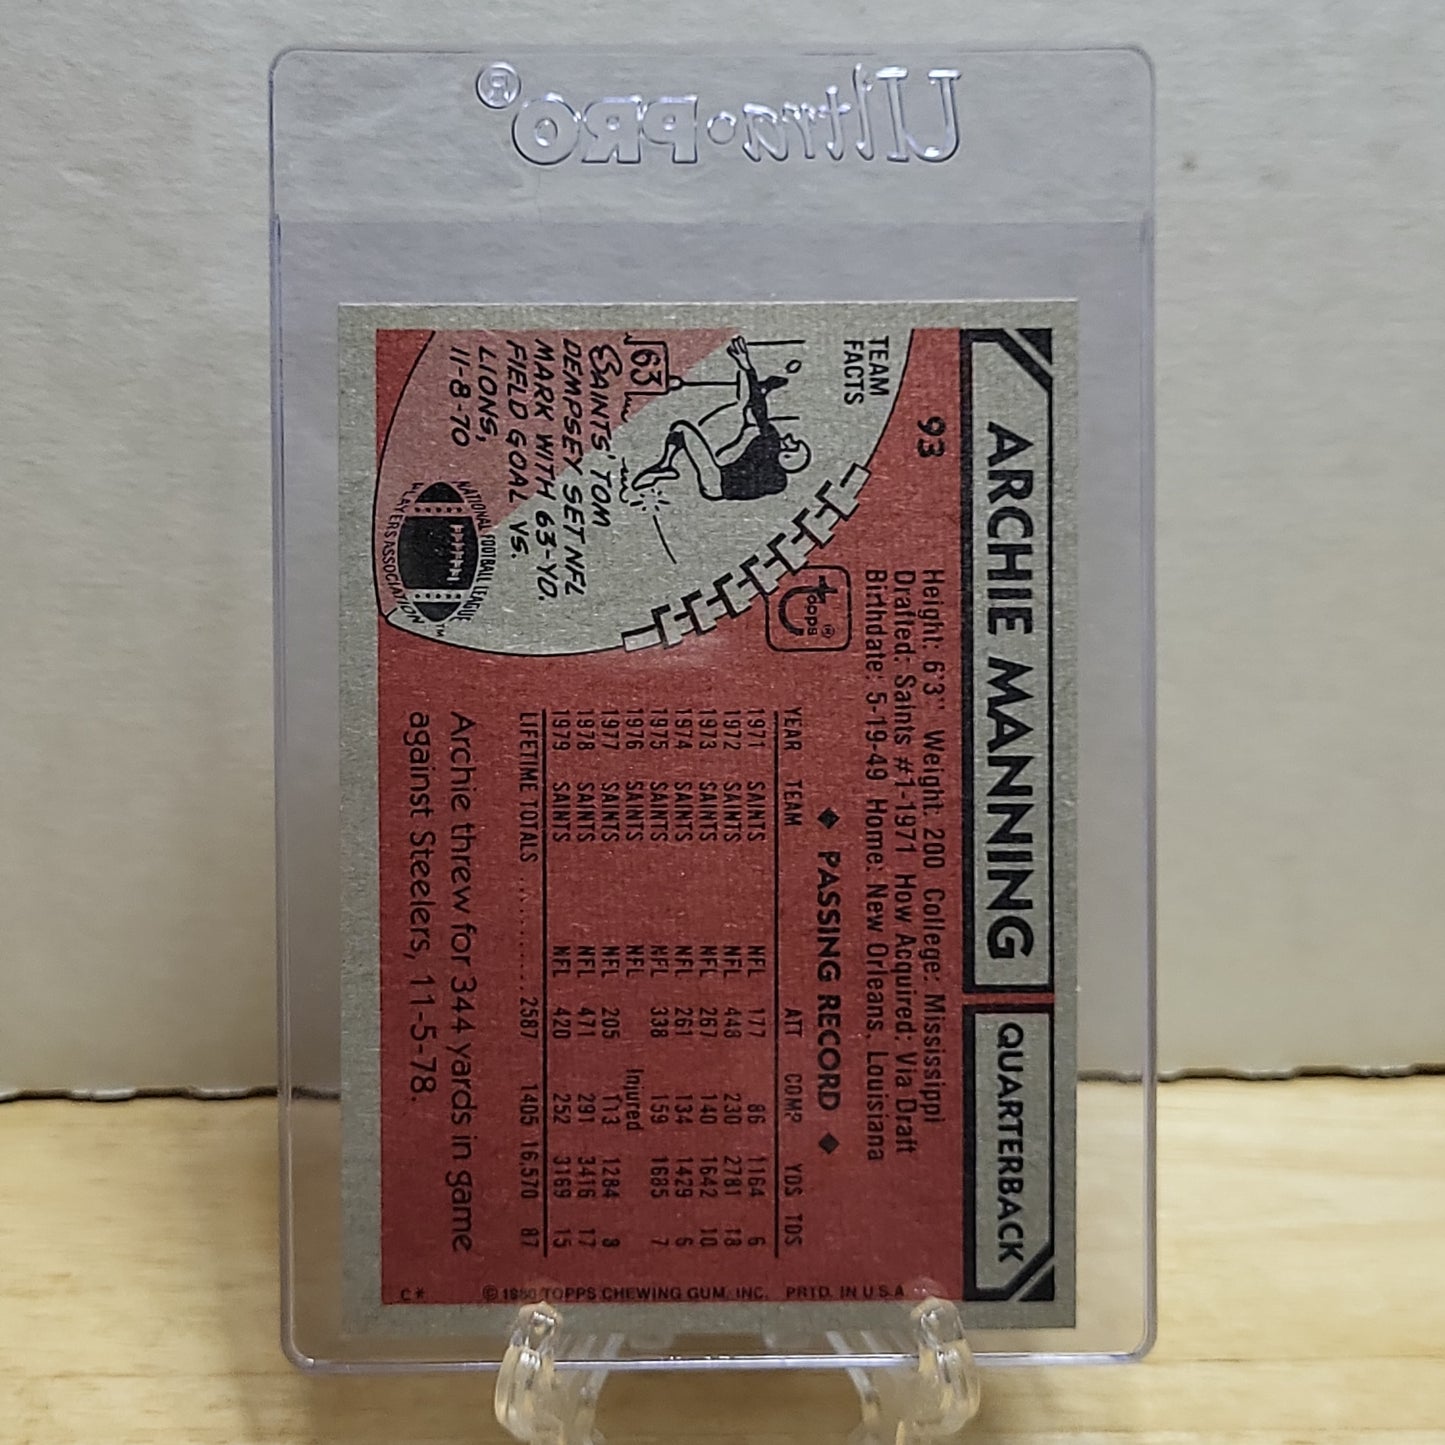 Ultra•PRO®
ARCHIE MANNING QUARTERBACK
93
Height: 6'3" Weight: 200 College: Mississippi
Drafted: Saints #1-1971 How Acquired: Via Draft
Birthdate: 5-19-49 Home: New Orleans, Louisiana
TEAM
FACTS
63
SAINTS' TOM
DEMPSEY SET NFL
MARK WITH 63-YD.
FIELD GOAL VS.
LIONS,
11-8-70
NATIONAL FOOTBALL LEAGUE
PLAYERS ASSOCIATION™
Topps®
◆ PASSING RECORD ◆
YEAR TEAM ATT COMP YDS TDS
1971 SAINTS NFL 177 86 1164 6
1972 SAINTS NFL 448 230 2781 18
1973 SAINTS NFL 267 140 1642 10
1974 SAINTS NFL 261 134 1429 6
1975 SAINTS NFL 338 159 1685 7
1976 SAINTS NFL Injured
1977 SAINTS NFL 205 113 1284 8
1978 SAINTS NFL 471 291 3416 17
1979 SAINTS NFL 420 252 3169 15
LIFETIME TOTALS .......... 2587 1405 16,570 87
Archie threw for 344 yards in game
against Steelers, 11-5-78.
C* © 1980 TOPPS CHEWING GUM, INC. PRTD. IN U.S.A.